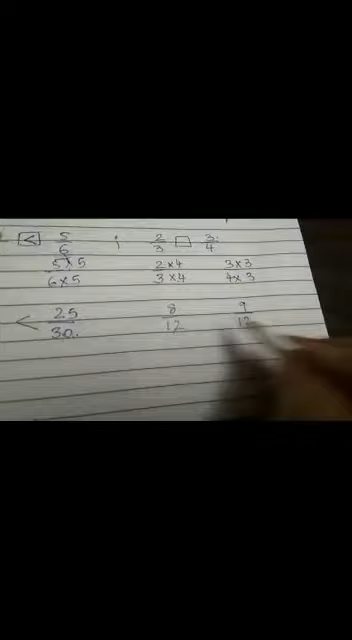 < 5/6 ; 2/3 □ 3/4
5×5/6×5 2×4/3×4 3×3/4×3
< 25/30 8/12 9/12